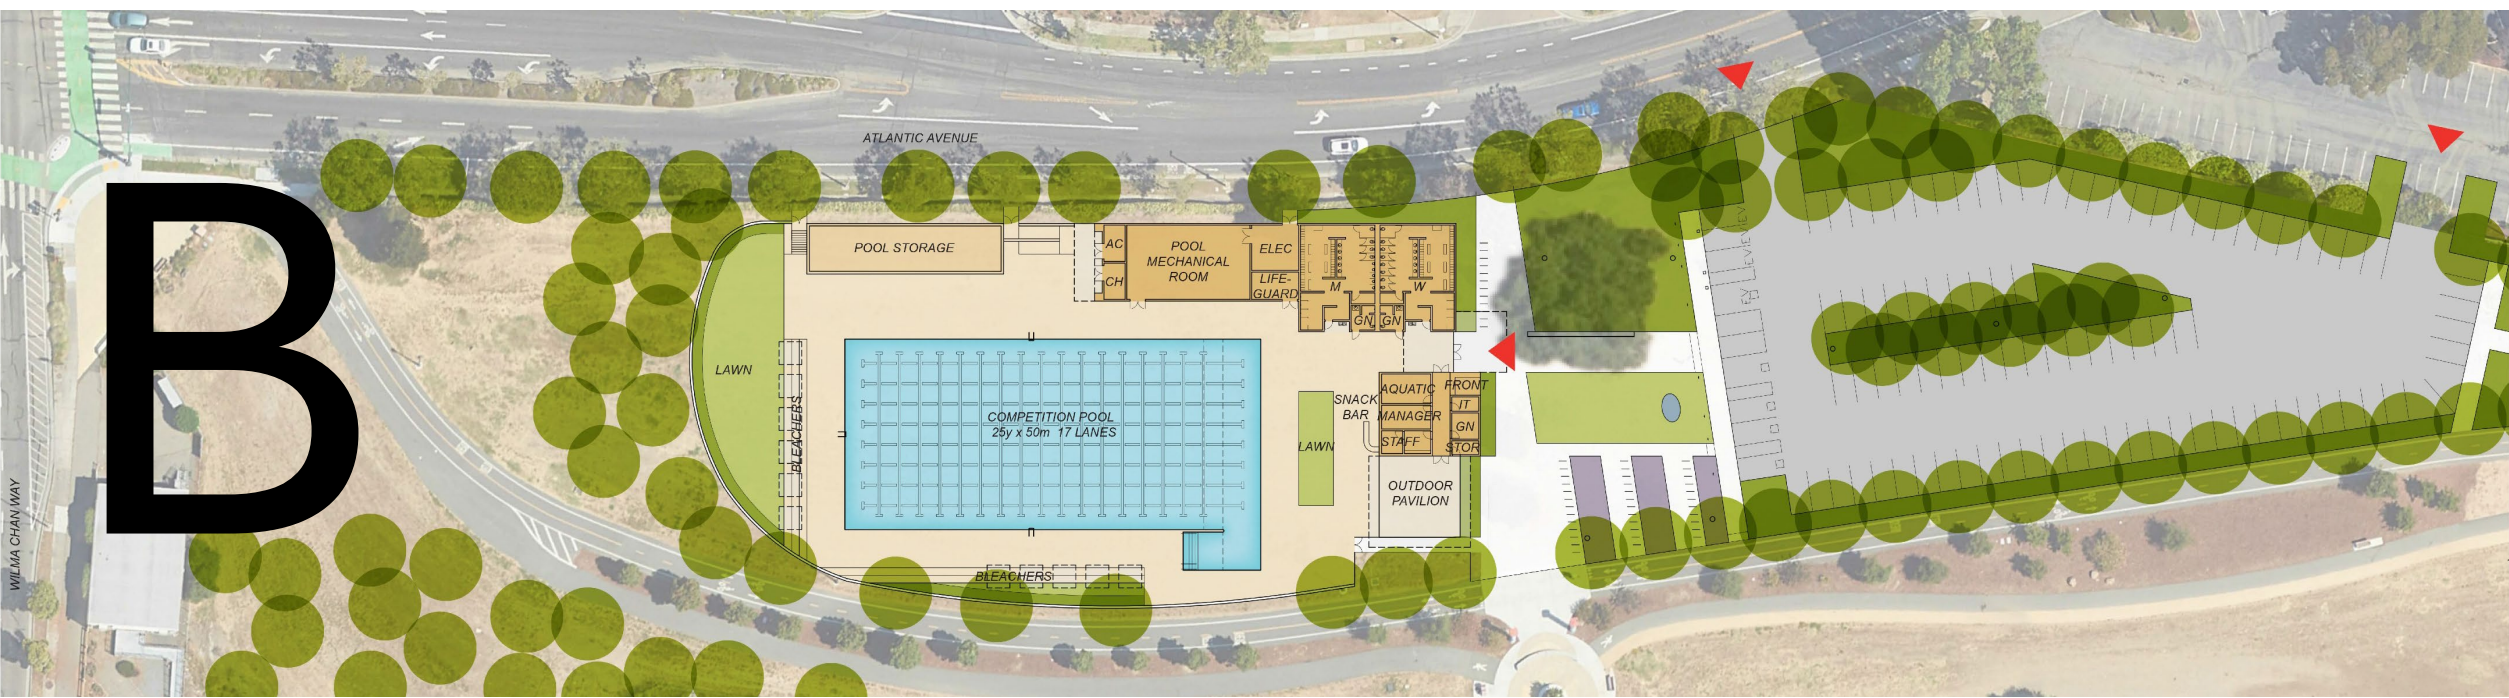 ATLANTIC AVENUE
B
WILMA CHAN WAY
POOL STORAGE
AC
CH
POOL
MECHANICAL
ROOM
ELEC
LIFE-
GUARD
M
W
GN
GN
LAWN
BLEACHERS
COMPETITION POOL
25y x 50m 17 LANES
LAWN
SNACK
BAR
AQUATIC
MANAGER
STAFF
FRONT
IT
GN
STOR
OUTDOOR
PAVILION
BLEACHERS